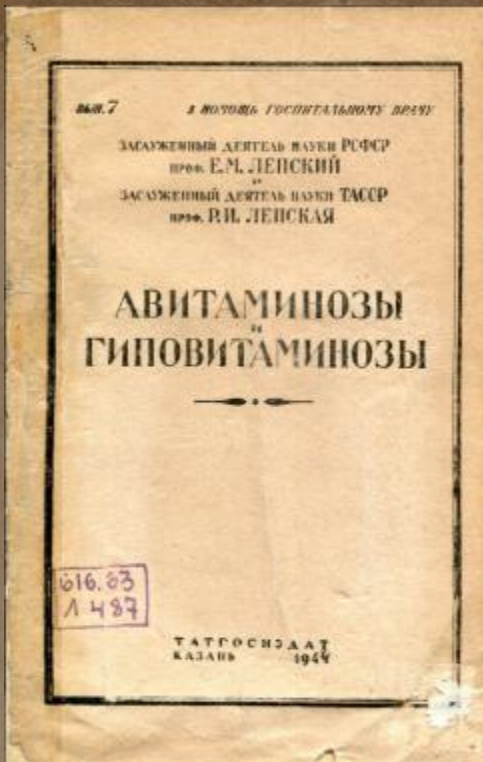 ВЫП. 7 В ПОМОЩЬ ГОСПИТАЛЬНОМУ ВРАЧУ
ЗАСЛУЖЕННЫЙ ДЕЯТЕЛЬ НАУКИ РСФСР
ПРОФ. Е.М. ЛЕПСКИЙ
и
ЗАСЛУЖЕННЫЙ ДЕЯТЕЛЬ НАУКИ ТАССР
ПРОФ. Р.И. ЛЕПСКАЯ
АВИТАМИНОЗЫ
и
ГИПОВИТАМИНОЗЫ
616.63
Л 487
ТАТГОСИЗДАТ
КАЗАНЬ 1944